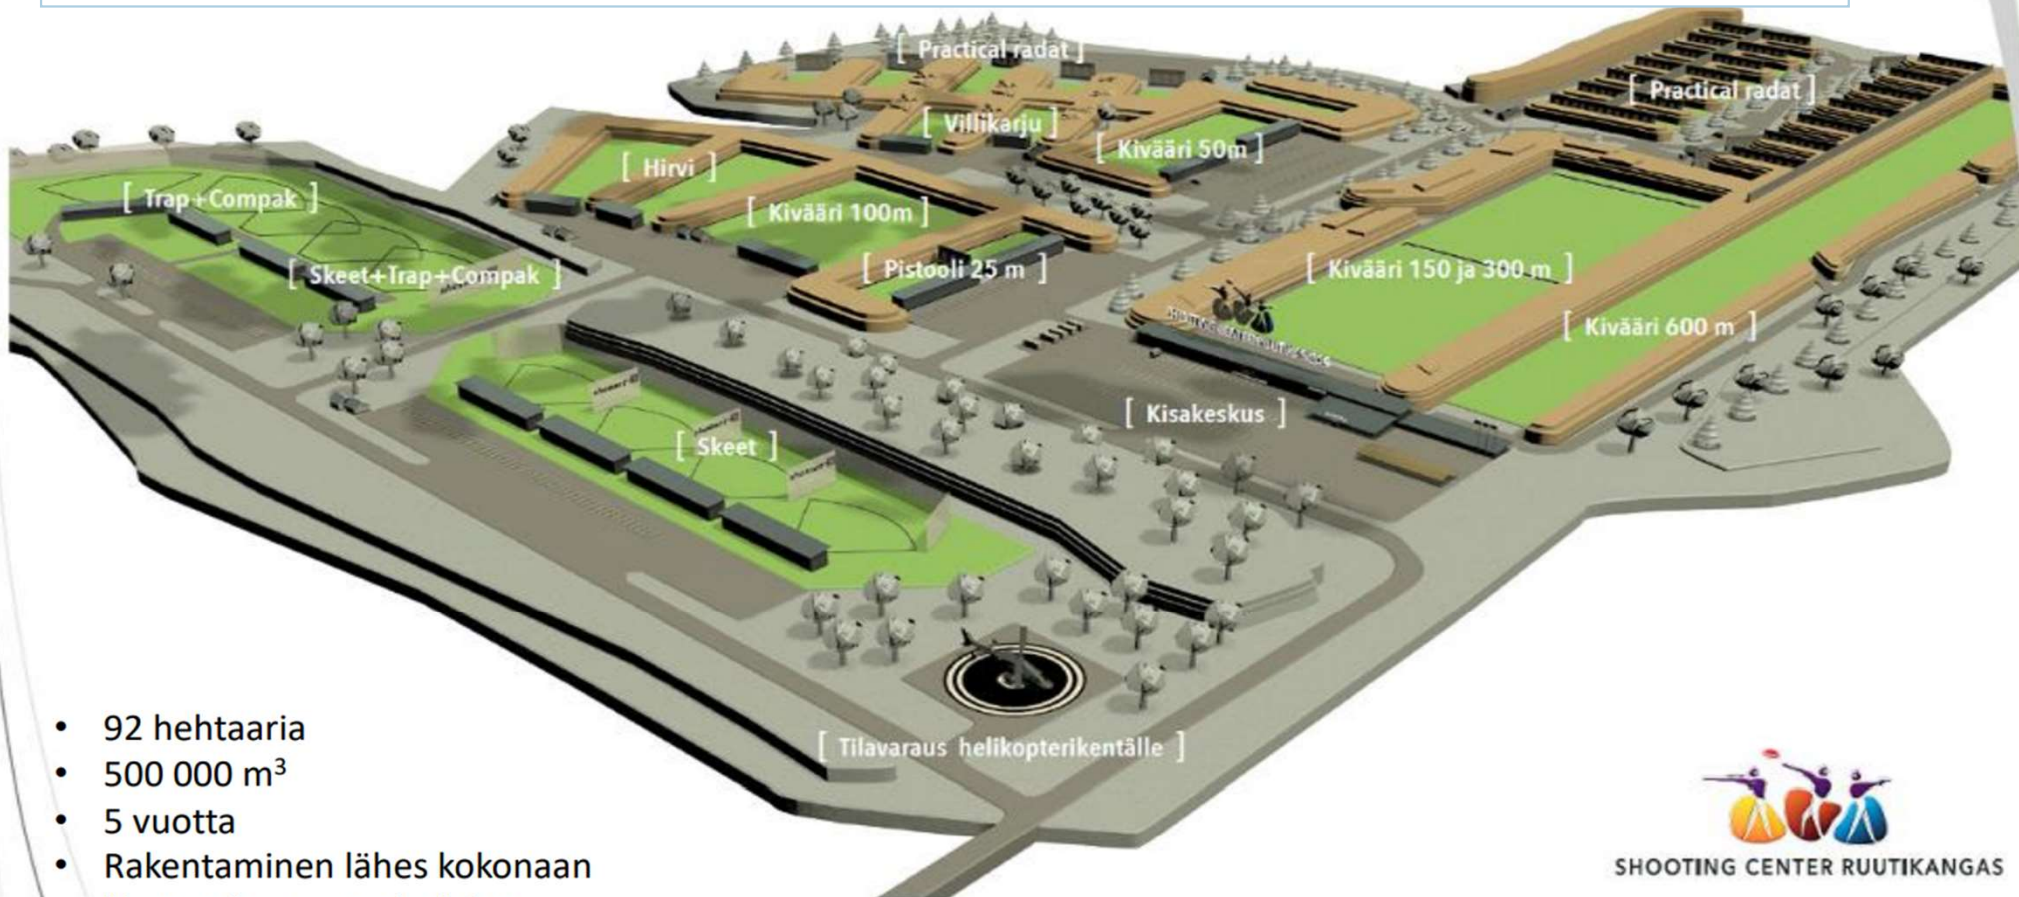 [ Practical radat ]
[ Practical radat ]
[ Villikarju ]
[ Kivääri 50m ]
[ Hirvi ]
[ Trap+Compak ]
[ Kivääri 100m ]
[ Skeet+Trap+Compak ]
[ Pistooli 25 m ]
[ Kivääri 150 ja 300 m ]
[ Kivääri 600 m ]
[ Kisakeskus ]
[ Skeet ]
[ Tilavaraus helikopterikentälle ]
• 92 hehtaaria
• 500 000 m³
• 5 vuotta
• Rakentaminen lähes kokonaan
SHOOTING CENTER RUUTIKANGAS